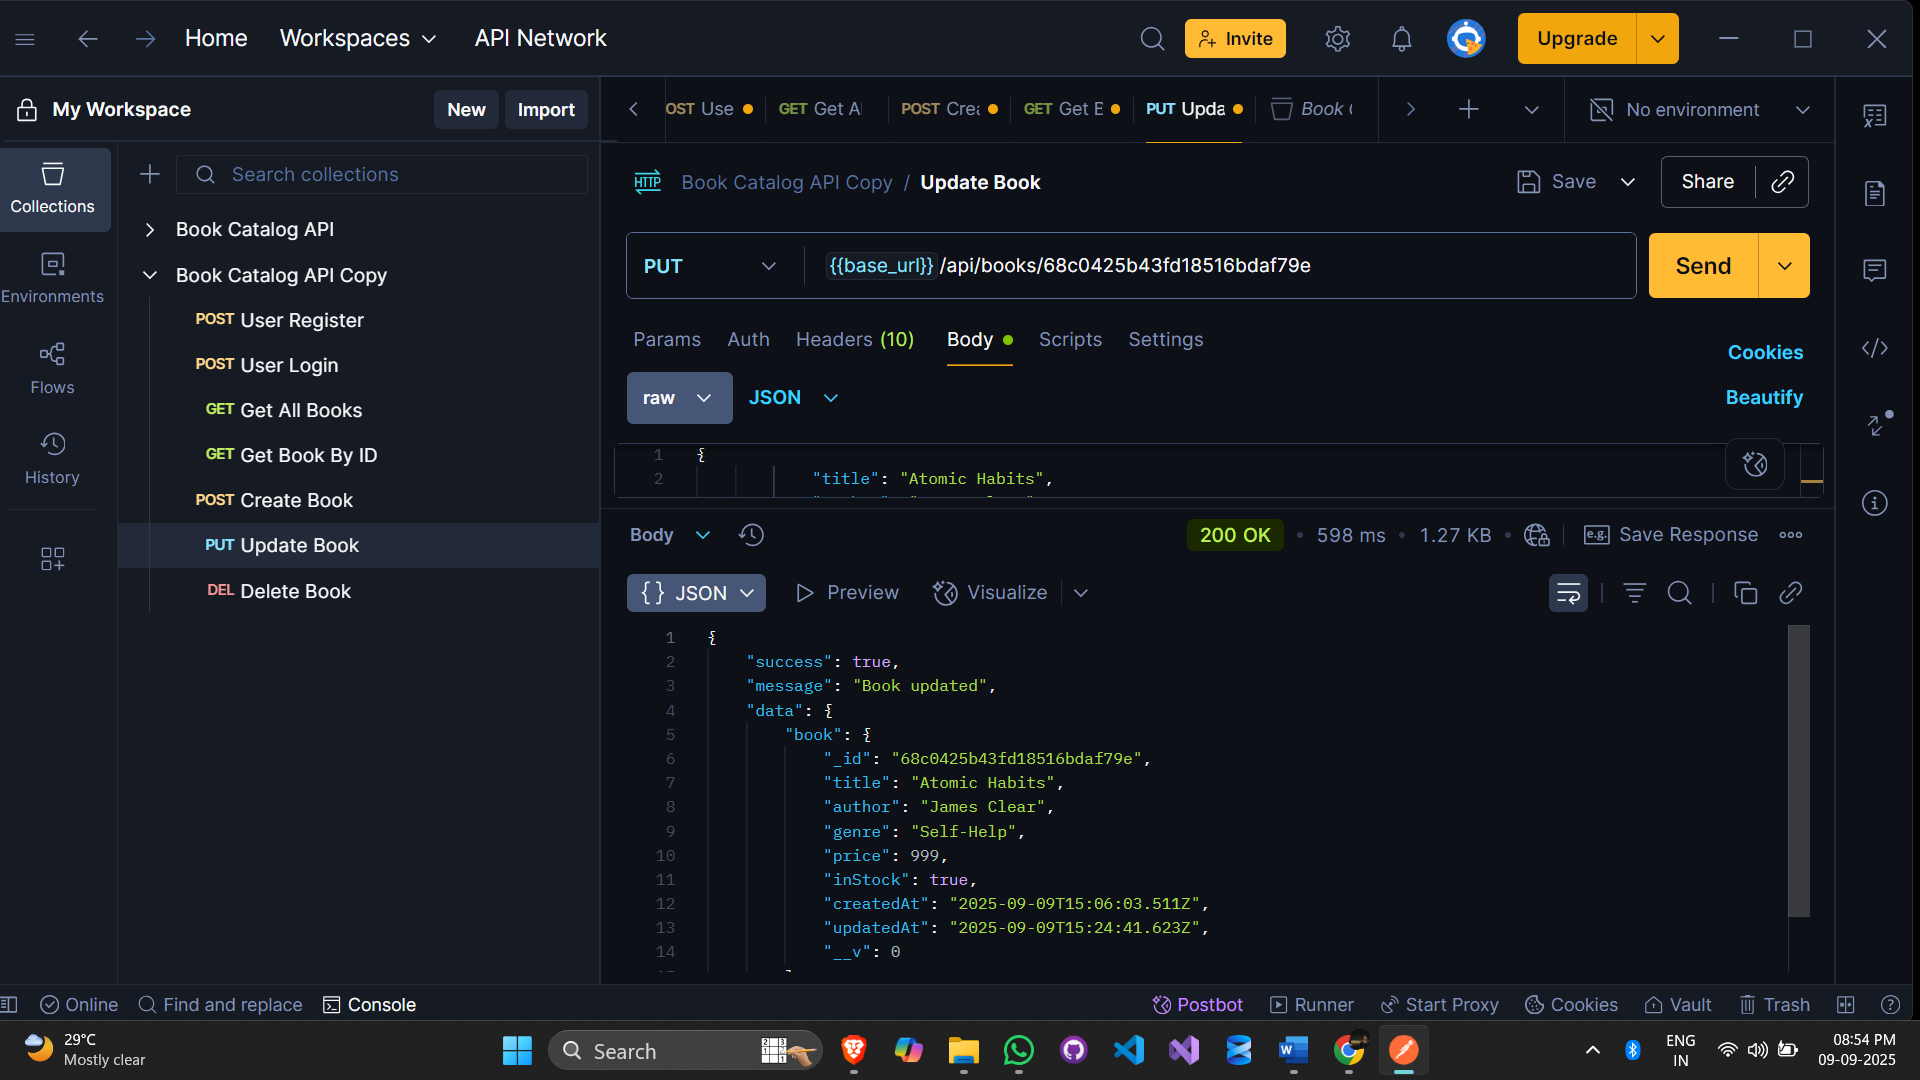 Home
Workspaces
API Network
Invite
Upgrade
My Workspace
New
Import
OST Use
GET Get Al
POST Crea
GET Get B
PUT Upda
Book C
No environment
Collections
Environments
Flows
History
Search collections
Book Catalog API
Book Catalog API Copy
POST User Register
POST User Login
GET Get All Books
GET Get Book By ID
POST Create Book
PUT Update Book
DEL Delete Book
HTTP Book Catalog API Copy / Update Book
Save
Share
PUT
{{base_url}} /api/books/68c0425b43fd18516bdaf79e
Send
Params
Auth
Headers (10)
Body
Scripts
Settings
Cookies
raw
JSON
Beautify
1 {
2 "title": "Atomic Habits",
Body
200 OK • 598 ms • 1.27 KB •
e.g. Save Response
{} JSON
Preview
Visualize
1 {
2 "success": true,
3 "message": "Book updated",
4 "data": {
5 "book": {
6 "_id": "68c0425b43fd18516bdaf79e",
7 "title": "Atomic Habits",
8 "author": "James Clear",
9 "genre": "Self-Help",
10 "price": 999,
11 "inStock": true,
12 "createdAt": "2025-09-09T15:06:03.511Z",
13 "updatedAt": "2025-09-09T15:24:41.623Z",
14 "__v": 0
Online
Find and replace
Console
Postbot
Runner
Start Proxy
Cookies
Vault
Trash
29°C
Mostly clear
Search
ENG
IN
08:54 PM
09-09-2025